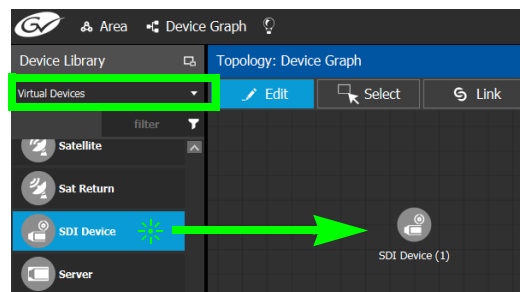 GV Area Device Graph
Device Library
Topology: Device Graph
Virtual Devices
Edit Select Link
filter
Satellite
Sat Return
SDI Device
SDI Device (1)
Server